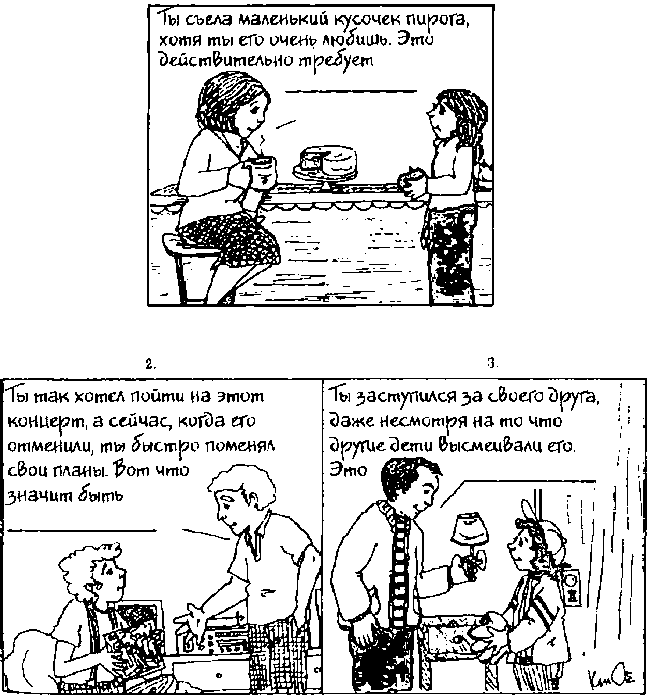 Ты съела маленький кусочек пирога,
хотя ты его очень любишь. Это
действительно требует
2.
3.
Ты так хотел пойти на этот
концерт, а сейчас, когда его
отменили, ты быстро поменял
свои планы. Вот что
значит быть
Ты заступился за своего друга,
даже несмотря на то что
другие дети высмеивали его.
Это